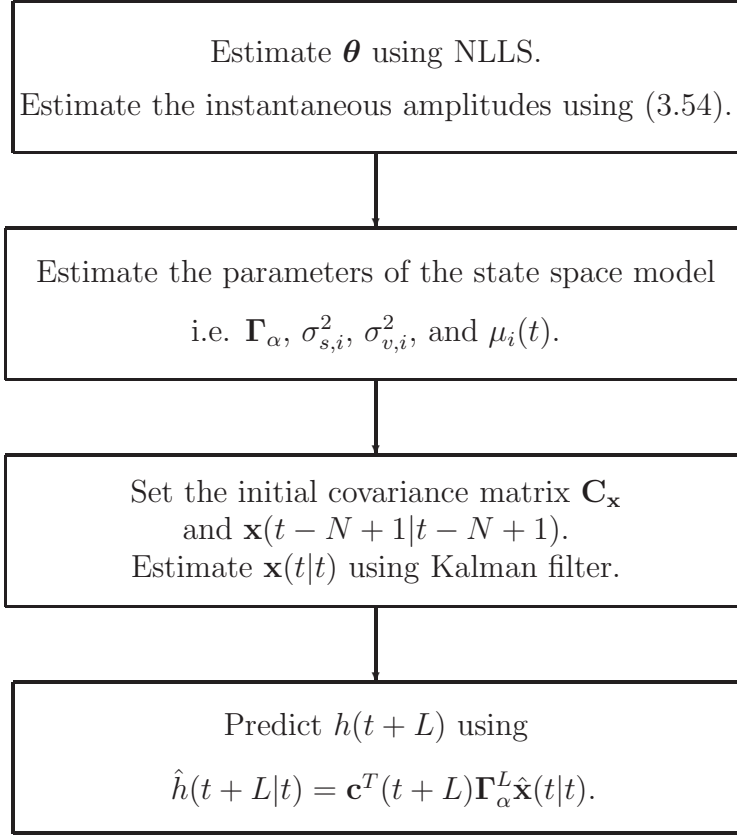 Estimate θ using NLLS.
Estimate the instantaneous amplitudes using (3.54).
Estimate the parameters of the state space model
i.e. Γ_α, σ²_{s,i}, σ²_{v,i}, and μ_i(t).
Set the initial covariance matrix C_x
and x(t − N + 1|t − N + 1).
Estimate x(t|t) using Kalman filter.
Predict h(t + L) using
ĥ(t + L|t) = c^T(t + L)Γ_α^L x̂(t|t).